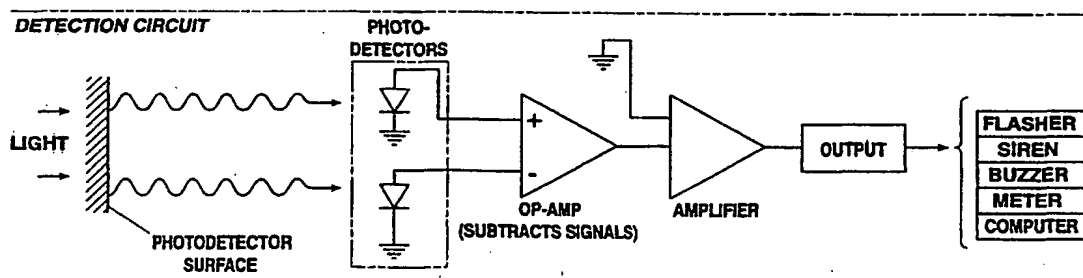 DETECTION CIRCUIT
PHOTO-
DETECTORS
LIGHT
PHOTODETECTOR
SURFACE
+
-
OP-AMP
(SUBTRACTS SIGNALS)
AMPLIFIER
OUTPUT
FLASHER
SIREN
BUZZER
METER
COMPUTER